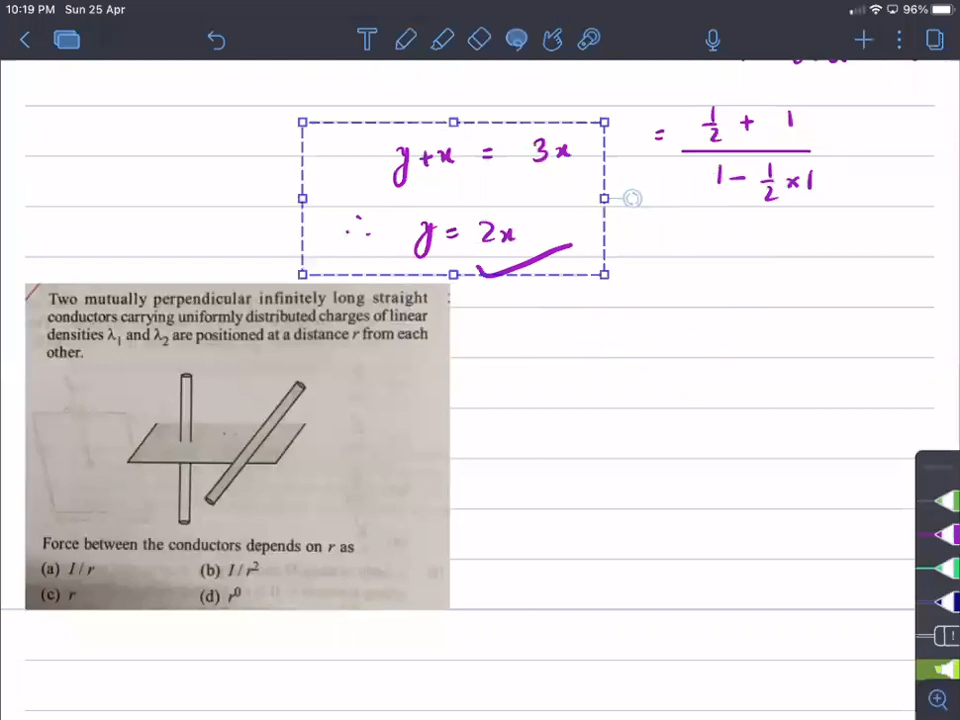 10:19 PM Sun 25 Apr
96%
T
y+x = 3x
∴ y = 2x
= 1/2 + 1
1 - 1/2 × 1
Two mutually perpendicular infinitely long straight
conductors carrying uniformly distributed charges of linear
densities λ₁ and λ₂ are positioned at a distance r from each
other.
Force between the conductors depends on r as
(a) I/r (b) I/r²
(c) r (d) r⁰